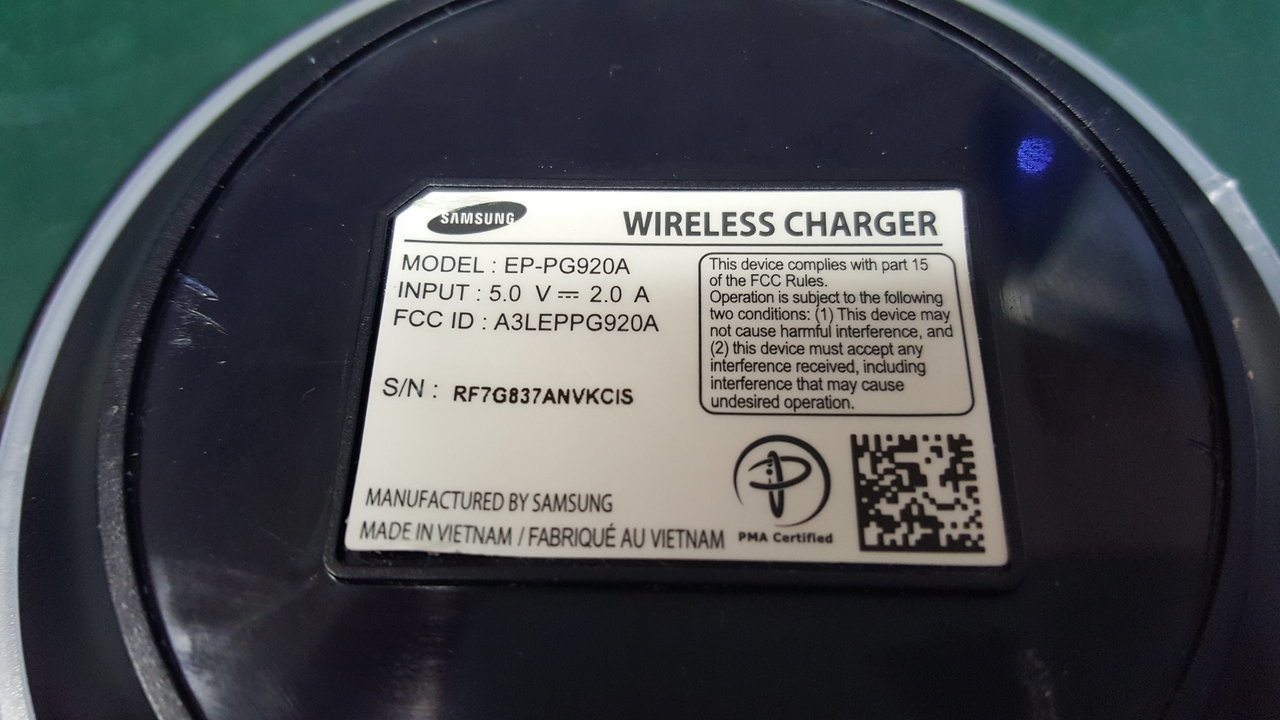 SAMSUNG
WIRELESS CHARGER
MODEL : EP-PG920A
INPUT : 5.0 V ⎓ 2.0 A
FCC ID : A3LEPPG920A
S/N : RF7G837ANVKCIS
This device complies with part 15
of the FCC Rules.
Operation is subject to the following
two conditions: (1) This device may
not cause harmful interference, and
(2) this device must accept any
interference received, including
interference that may cause
undesired operation.
MANUFACTURED BY SAMSUNG
MADE IN VIETNAM / FABRIQUÉ AU VIETNAM
PMA Certified